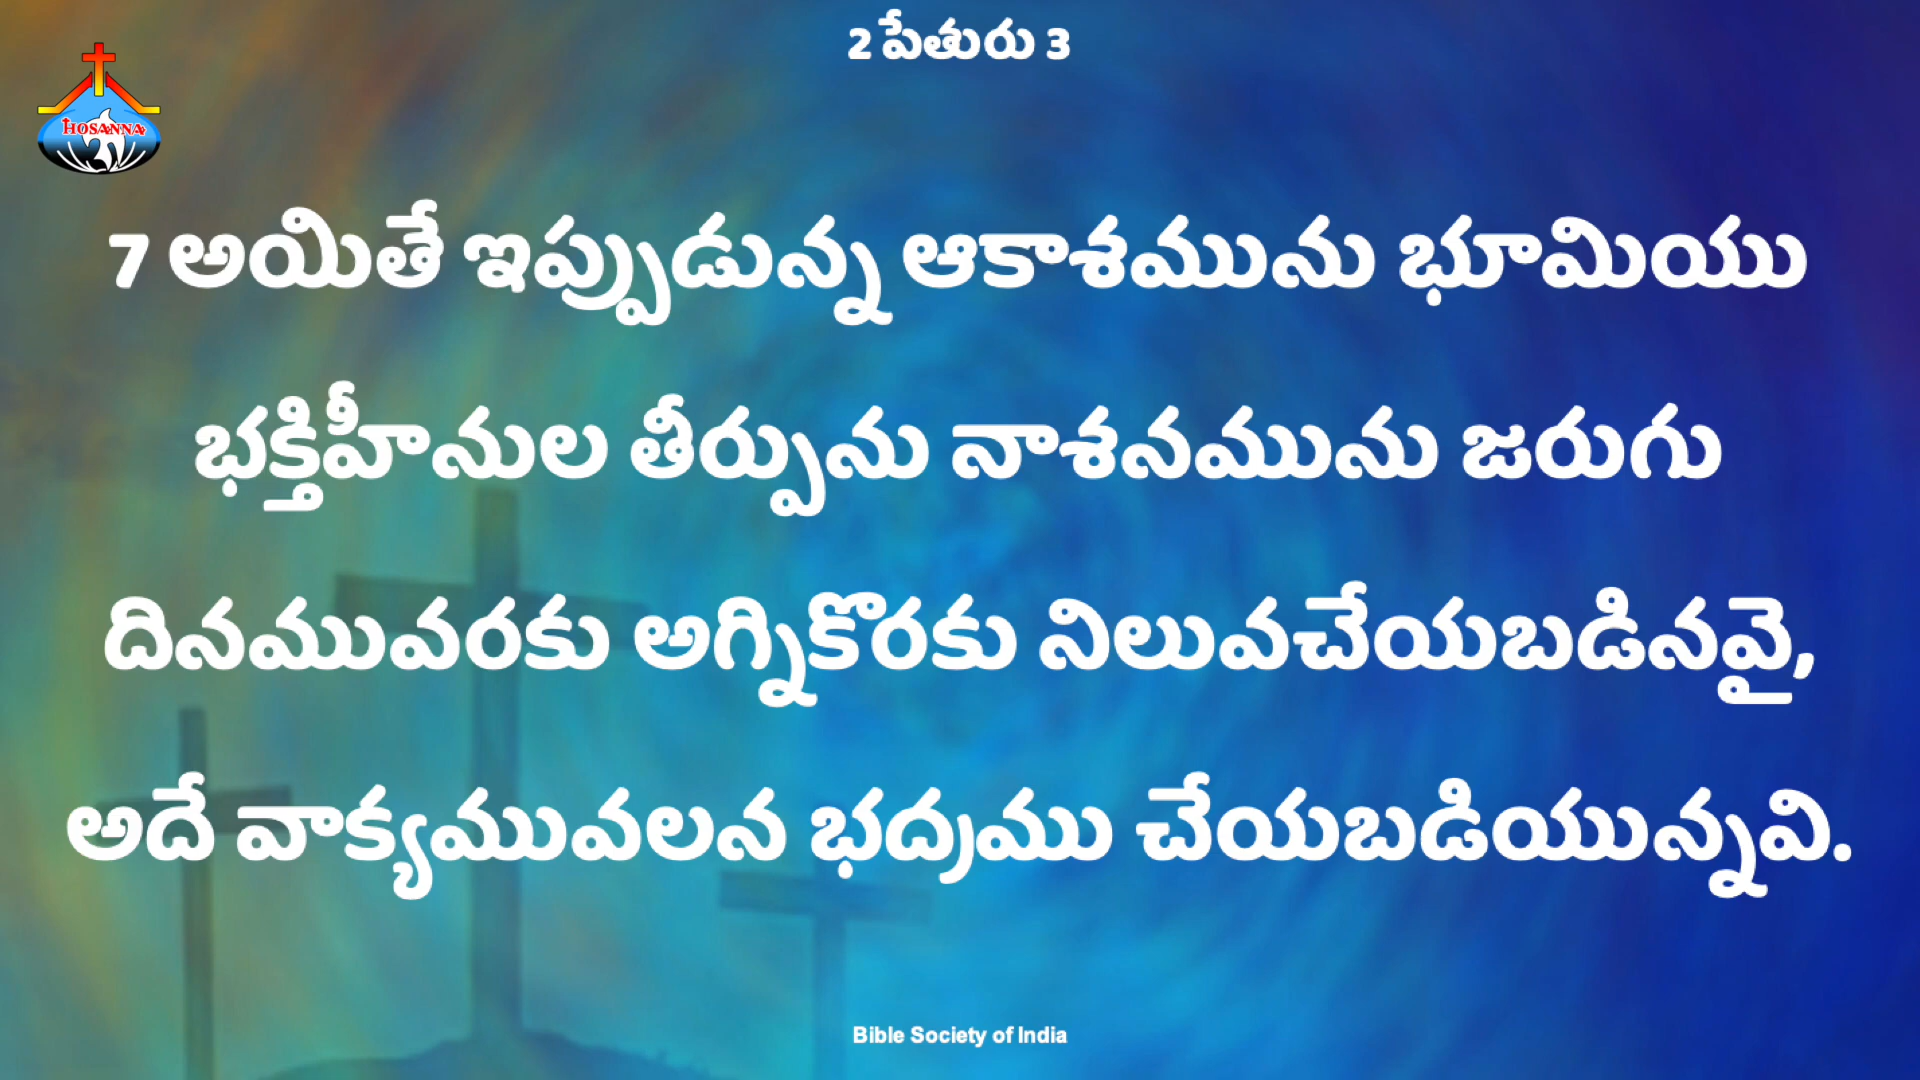 2 పేతురు 3
HOSANNA
7 అయితే ఇప్పుడున్న ఆకాశమును భూమియు
భక్తిహీనుల తీర్పును నాశనమును జరుగు
దినమువరకు అగ్నికొరకు నిలువచేయబడినవై,
అదే వాక్యమువలన భద్రము చేయబడియున్నవి.
Bible Society of India